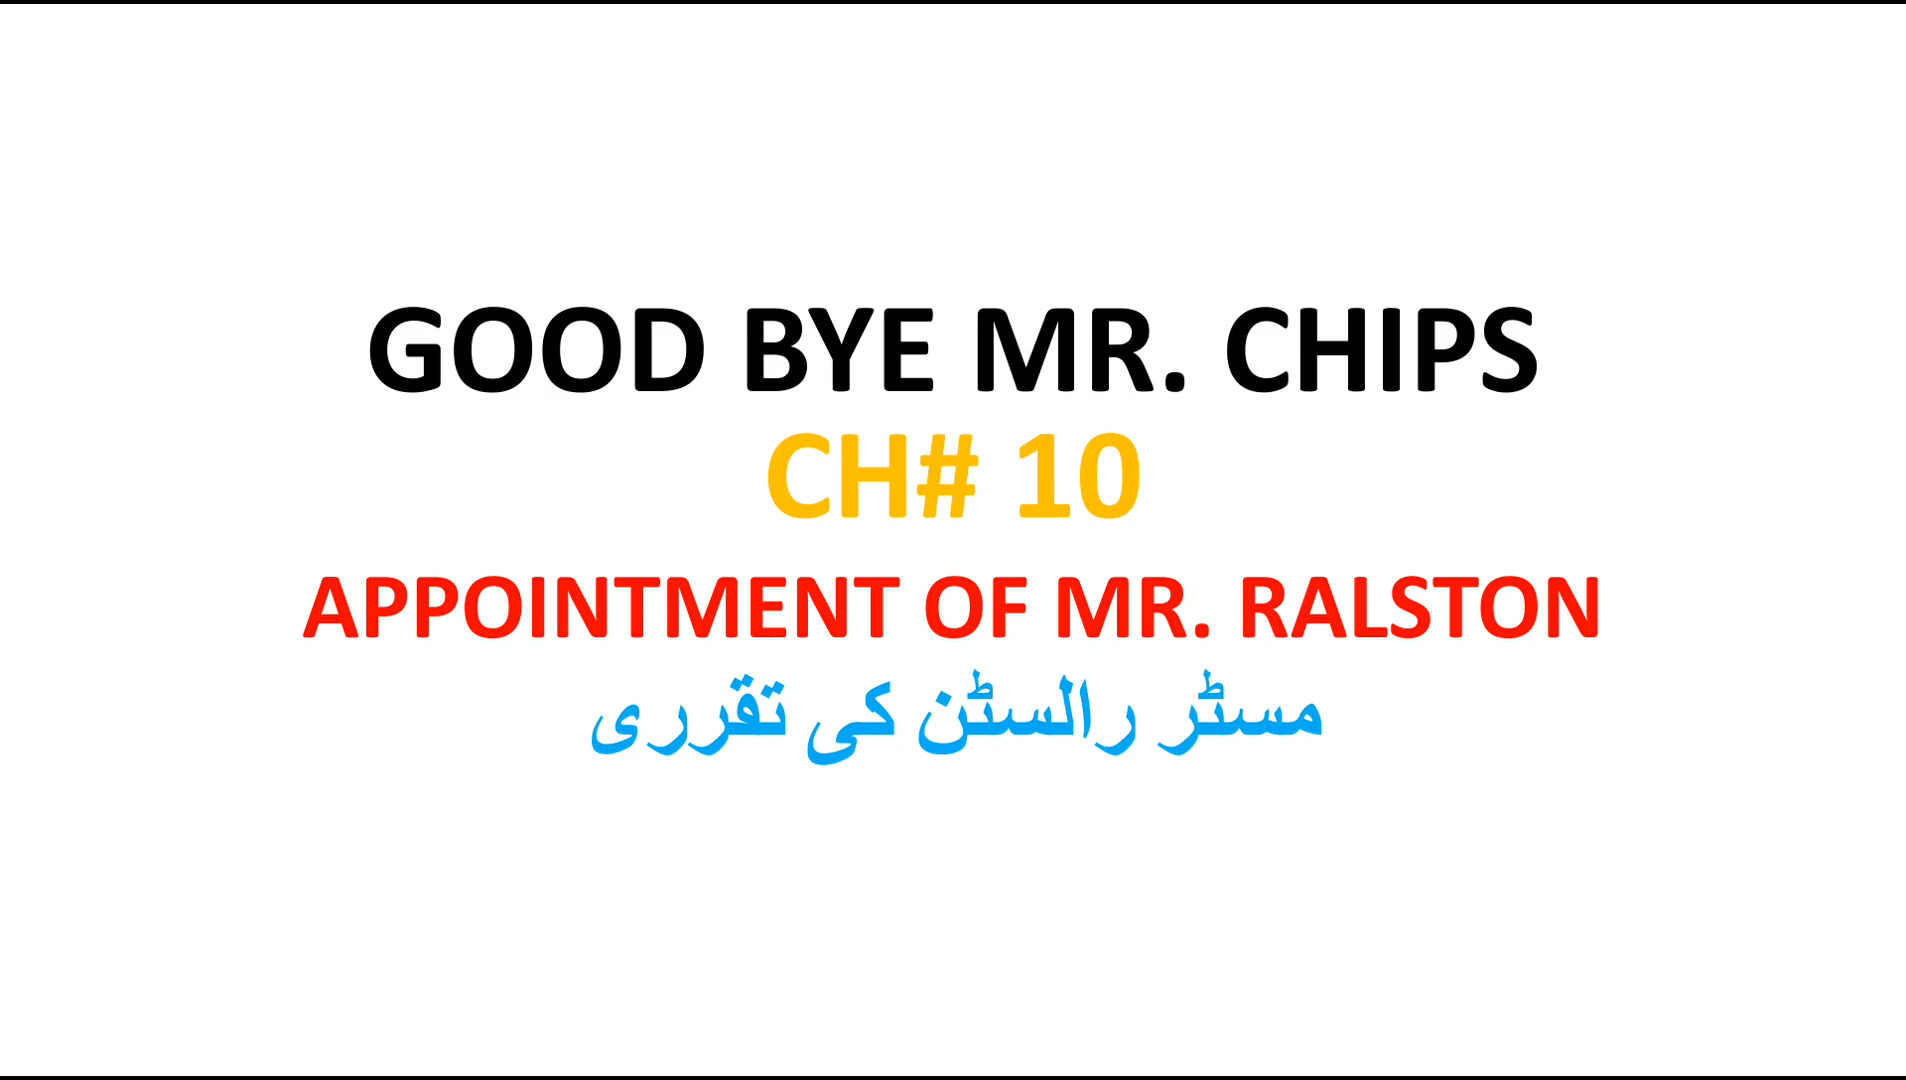 GOOD BYE MR. CHIPS
CH# 10
APPOINTMENT OF MR. RALSTON
مسٹر رالسٹن کی تقرری